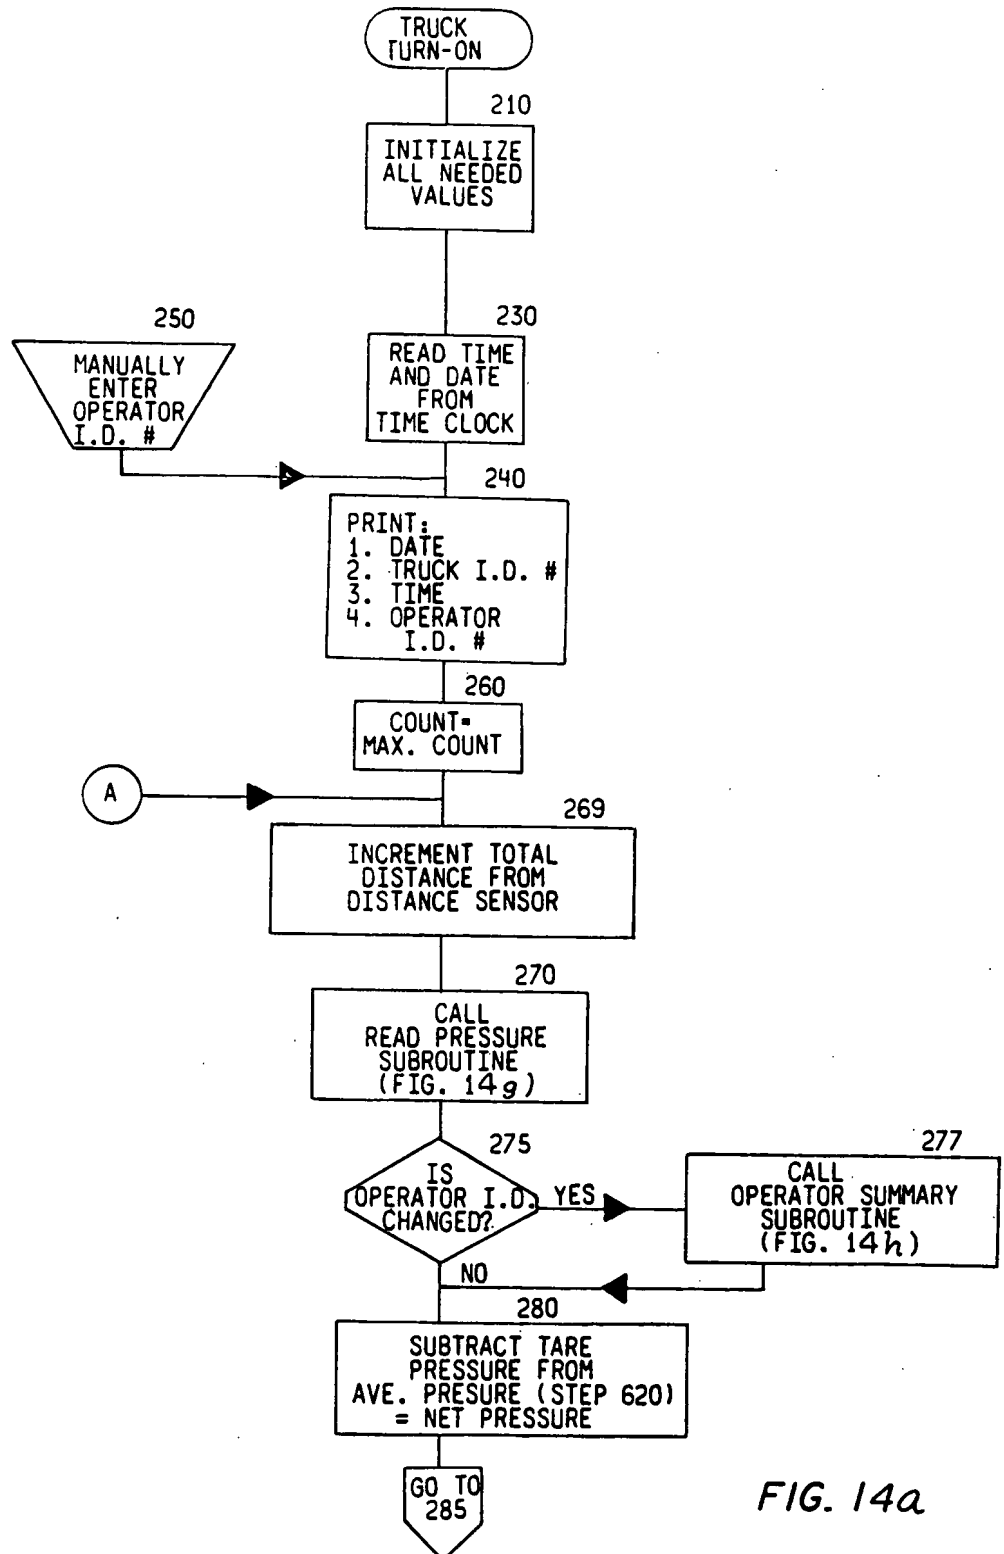 TRUCK
TURN-ON
210
INITIALIZE
ALL NEEDED
VALUES
230
READ TIME
AND DATE
FROM
TIME CLOCK
250
MANUALLY
ENTER
OPERATOR
I.D. #
240
PRINT:
1. DATE
2. TRUCK I.D. #
3. TIME
4. OPERATOR
I.D. #
260
COUNT=
MAX. COUNT
A
269
INCREMENT TOTAL
DISTANCE FROM
DISTANCE SENSOR
270
CALL
READ PRESSURE
SUBROUTINE
(FIG. 14g)
275
IS
OPERATOR I.D.
CHANGED?
YES
277
CALL
OPERATOR SUMMARY
SUBROUTINE
(FIG. 14h)
NO
280
SUBTRACT TARE
PRESSURE FROM
AVE. PRESURE (STEP 620)
= NET PRESSURE
GO TO
285
FIG. 14a